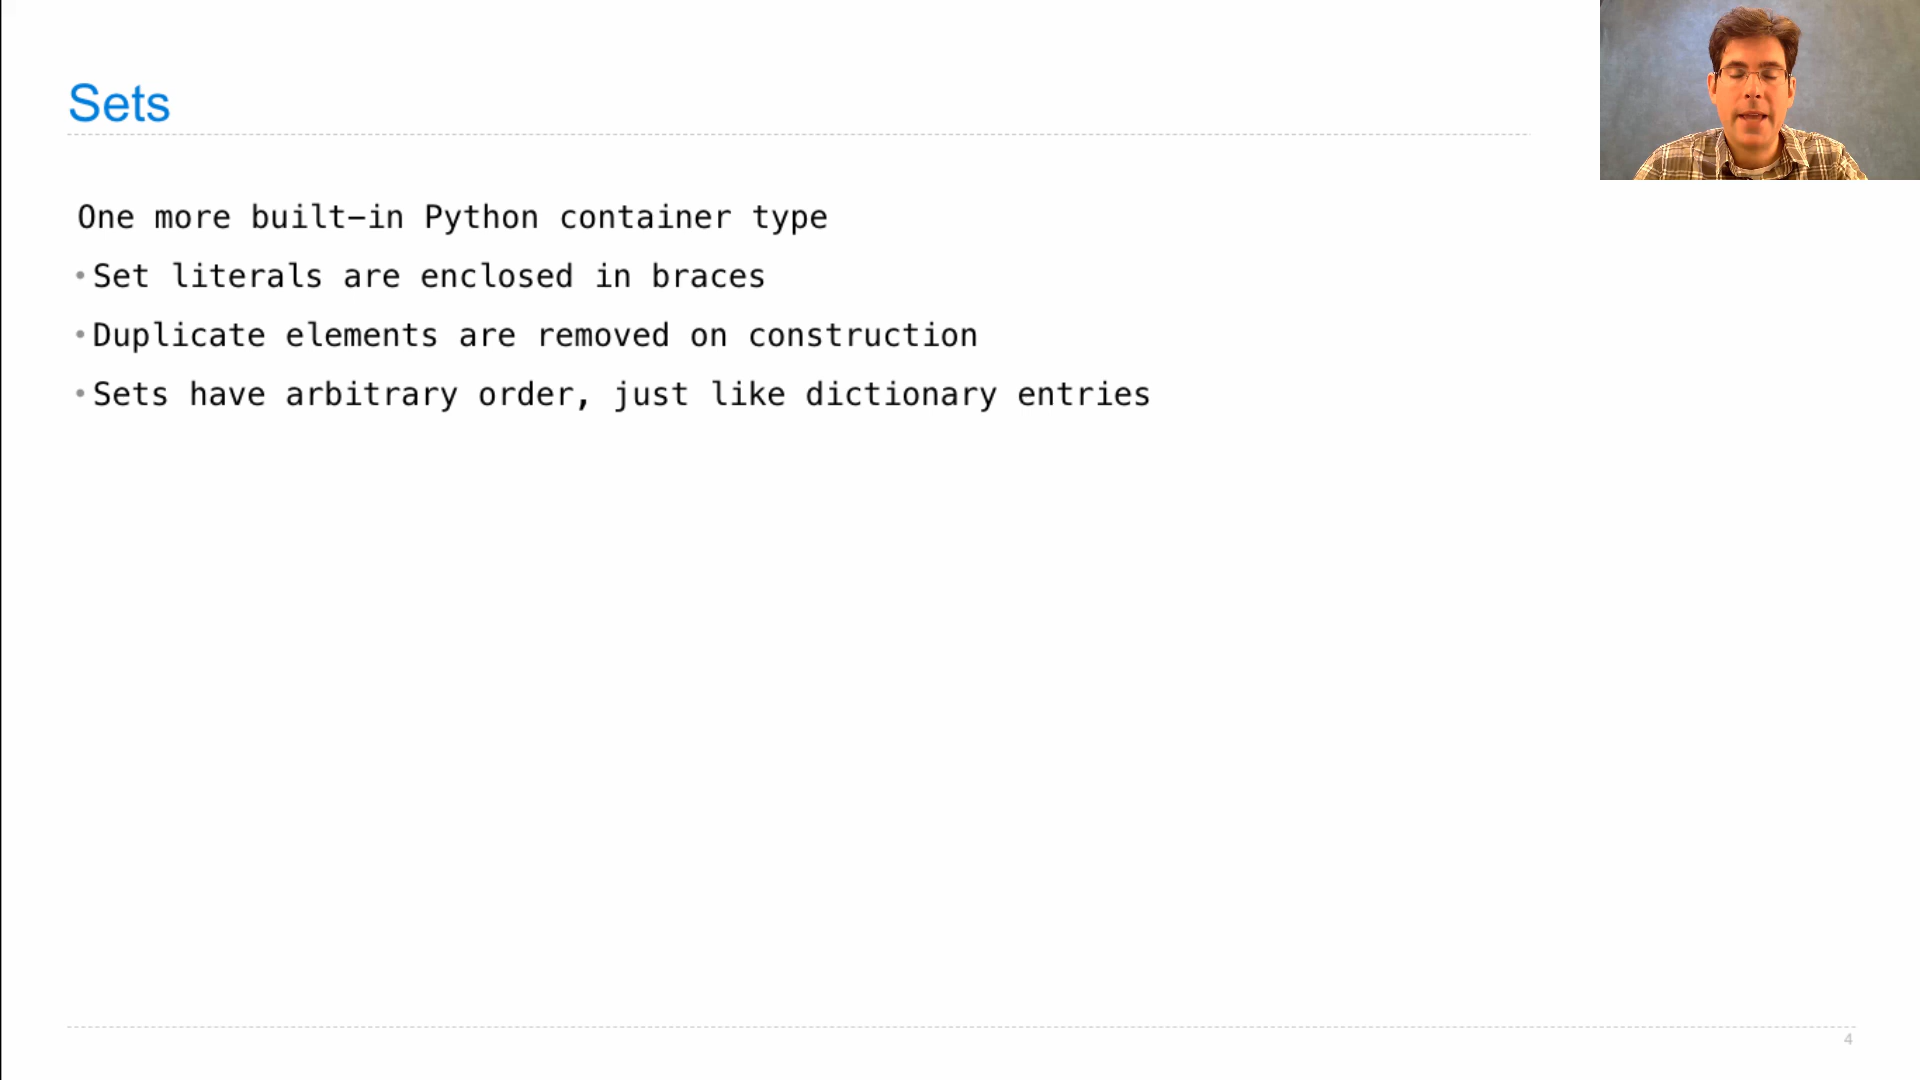 Sets
One more built-in Python container type
•Set literals are enclosed in braces
•Duplicate elements are removed on construction
•Sets have arbitrary order, just like dictionary entries
4